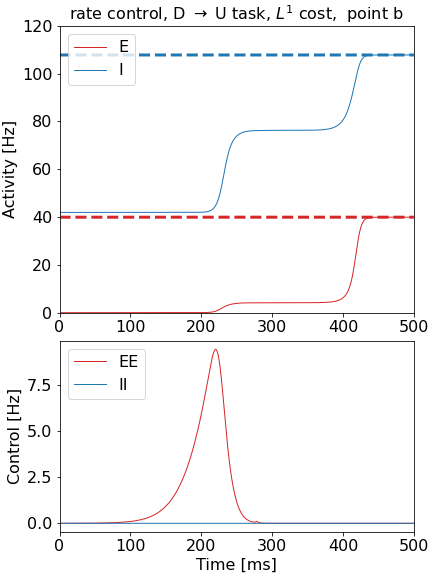 rate control, D → U task, L¹ cost, point b
120
100
80
60
40
20
0
Activity [Hz]
E
I
0 100 200 300 400 500
7.5
5.0
2.5
0.0
Control [Hz]
EE
II
0 100 200 300 400 500
Time [ms]